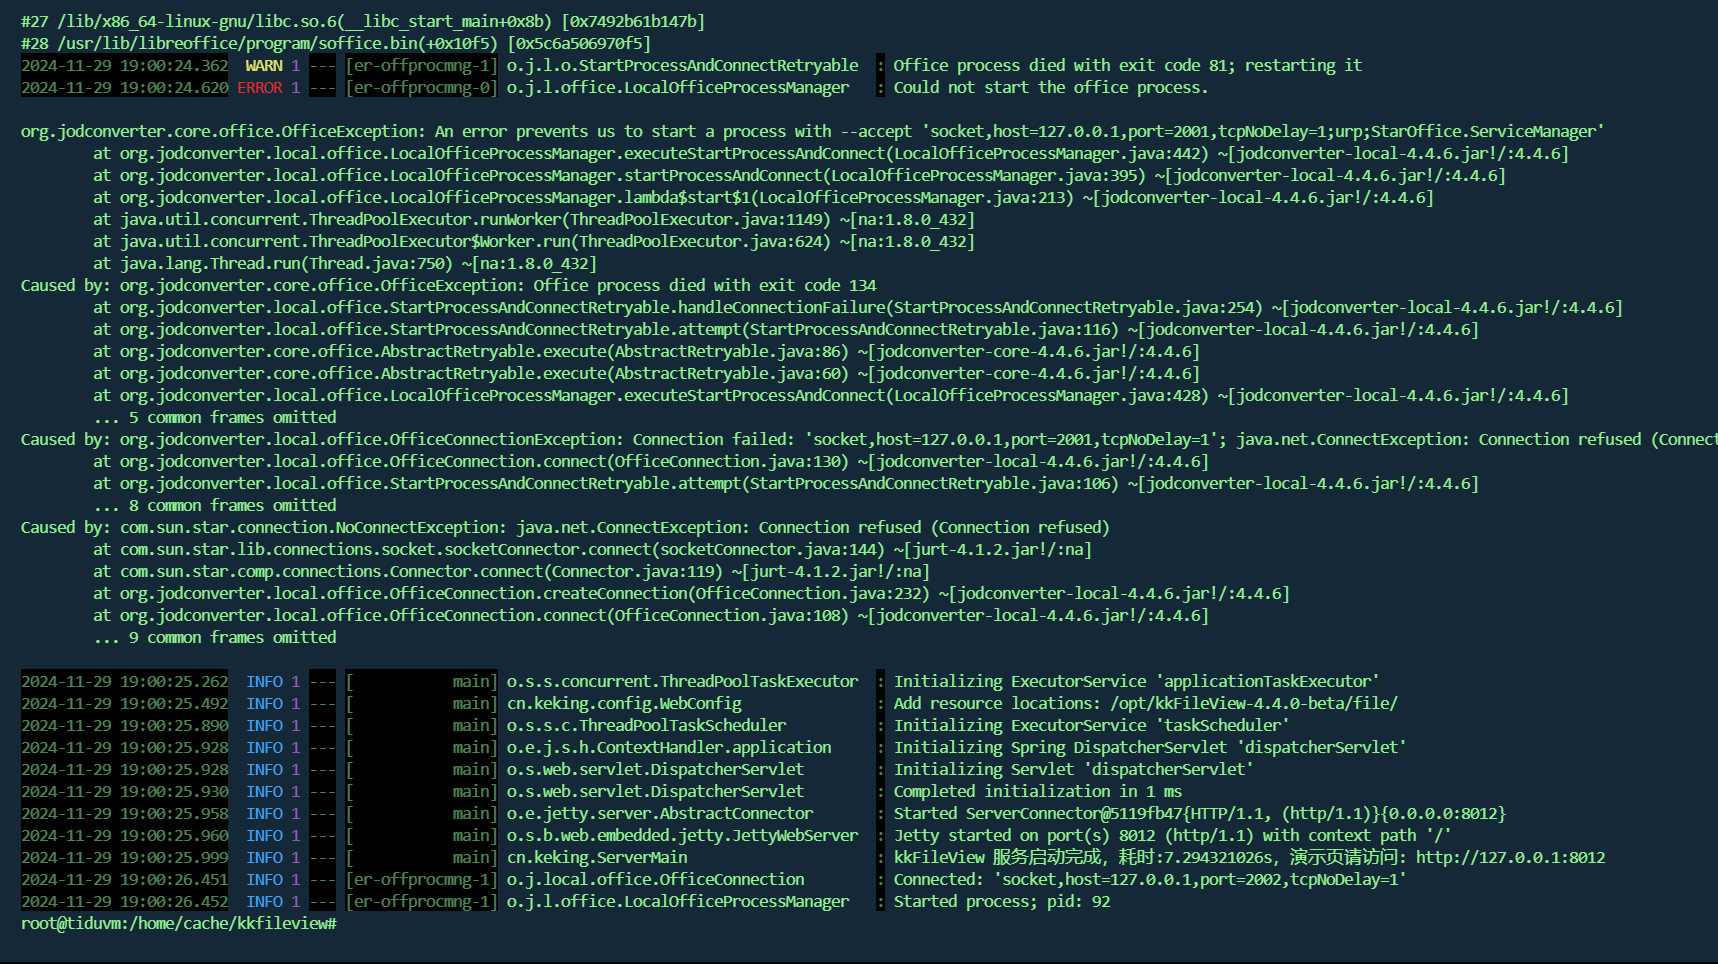 #27 /lib/x86_64-linux-gnu/libc.so.6(__libc_start_main+0x8b) [0x7492b61b147b]
#28 /usr/lib/libreoffice/program/soffice.bin(+0x10f5) [0x5c6a506970f5]
2024-11-29 19:00:24.362  WARN 1 --- [er-offprocmng-1] o.j.l.o.StartProcessAndConnectRetryable  : Office process died with exit code 81; restarting it
2024-11-29 19:00:24.620 ERROR 1 --- [er-offprocmng-0] o.j.l.office.LocalOfficeProcessManager   : Could not start the office process.
org.jodconverter.core.office.OfficeException: An error prevents us to start a process with --accept 'socket,host=127.0.0.1,port=2001,tcpNoDelay=1;urp;StarOffice.ServiceManager'
        at org.jodconverter.local.office.LocalOfficeProcessManager.executeStartProcessAndConnect(LocalOfficeProcessManager.java:442) ~[jodconverter-local-4.4.6.jar!/:4.4.6]
        at org.jodconverter.local.office.LocalOfficeProcessManager.startProcessAndConnect(LocalOfficeProcessManager.java:395) ~[jodconverter-local-4.4.6.jar!/:4.4.6]
        at org.jodconverter.local.office.LocalOfficeProcessManager.lambda$start$1(LocalOfficeProcessManager.java:213) ~[jodconverter-local-4.4.6.jar!/:4.4.6]
        at java.util.concurrent.ThreadPoolExecutor.runWorker(ThreadPoolExecutor.java:1149) ~[na:1.8.0_432]
        at java.util.concurrent.ThreadPoolExecutor$Worker.run(ThreadPoolExecutor.java:624) ~[na:1.8.0_432]
        at java.lang.Thread.run(Thread.java:750) ~[na:1.8.0_432]
Caused by: org.jodconverter.core.office.OfficeException: Office process died with exit code 134
        at org.jodconverter.local.office.StartProcessAndConnectRetryable.handleConnectionFailure(StartProcessAndConnectRetryable.java:254) ~[jodconverter-local-4.4.6.jar!/:4.4.6]
        at org.jodconverter.local.office.StartProcessAndConnectRetryable.attempt(StartProcessAndConnectRetryable.java:116) ~[jodconverter-local-4.4.6.jar!/:4.4.6]
        at org.jodconverter.core.office.AbstractRetryable.execute(AbstractRetryable.java:86) ~[jodconverter-core-4.4.6.jar!/:4.4.6]
        at org.jodconverter.core.office.AbstractRetryable.execute(AbstractRetryable.java:60) ~[jodconverter-core-4.4.6.jar!/:4.4.6]
        at org.jodconverter.local.office.LocalOfficeProcessManager.executeStartProcessAndConnect(LocalOfficeProcessManager.java:428) ~[jodconverter-local-4.4.6.jar!/:4.4.6]
        ... 5 common frames omitted
Caused by: org.jodconverter.local.office.OfficeConnectionException: Connection failed: 'socket,host=127.0.0.1,port=2001,tcpNoDelay=1'; java.net.ConnectException: Connection refused (Connect
        at org.jodconverter.local.office.OfficeConnection.connect(OfficeConnection.java:130) ~[jodconverter-local-4.4.6.jar!/:4.4.6]
        at org.jodconverter.local.office.StartProcessAndConnectRetryable.attempt(StartProcessAndConnectRetryable.java:106) ~[jodconverter-local-4.4.6.jar!/:4.4.6]
        ... 8 common frames omitted
Caused by: com.sun.star.connection.NoConnectException: java.net.ConnectException: Connection refused (Connection refused)
        at com.sun.star.lib.connections.socket.socketConnector.connect(socketConnector.java:144) ~[jurt-4.1.2.jar!/:na]
        at com.sun.star.comp.connections.Connector.connect(Connector.java:119) ~[jurt-4.1.2.jar!/:na]
        at org.jodconverter.local.office.OfficeConnection.createConnection(OfficeConnection.java:232) ~[jodconverter-local-4.4.6.jar!/:4.4.6]
        at org.jodconverter.local.office.OfficeConnection.connect(OfficeConnection.java:108) ~[jodconverter-local-4.4.6.jar!/:4.4.6]
        ... 9 common frames omitted
2024-11-29 19:00:25.262  INFO 1 --- [           main] o.s.s.concurrent.ThreadPoolTaskExecutor  : Initializing ExecutorService 'applicationTaskExecutor'
2024-11-29 19:00:25.492  INFO 1 --- [           main] cn.keking.config.WebConfig               : Add resource locations: /opt/kkFileView-4.4.0-beta/file/
2024-11-29 19:00:25.890  INFO 1 --- [           main] o.s.s.c.ThreadPoolTaskScheduler          : Initializing ExecutorService 'taskScheduler'
2024-11-29 19:00:25.928  INFO 1 --- [           main] o.e.j.s.h.ContextHandler.application     : Initializing Spring DispatcherServlet 'dispatcherServlet'
2024-11-29 19:00:25.928  INFO 1 --- [           main] o.s.web.servlet.DispatcherServlet        : Initializing Servlet 'dispatcherServlet'
2024-11-29 19:00:25.930  INFO 1 --- [           main] o.s.web.servlet.DispatcherServlet        : Completed initialization in 1 ms
2024-11-29 19:00:25.958  INFO 1 --- [           main] o.e.jetty.server.AbstractConnector       : Started ServerConnector@5119fb47{HTTP/1.1, (http/1.1)}{0.0.0.0:8012}
2024-11-29 19:00:25.960  INFO 1 --- [           main] o.s.b.web.embedded.jetty.JettyWebServer  : Jetty started on port(s) 8012 (http/1.1) with context path '/'
2024-11-29 19:00:25.999  INFO 1 --- [           main] cn.keking.ServerMain                     : kkFileView 服务启动完成，耗时:7.294321026s，演示页请访问: http://127.0.0.1:8012
2024-11-29 19:00:26.451  INFO 1 --- [er-offprocmng-1] o.j.local.office.OfficeConnection        : Connected: 'socket,host=127.0.0.1,port=2002,tcpNoDelay=1'
2024-11-29 19:00:26.452  INFO 1 --- [er-offprocmng-1] o.j.l.office.LocalOfficeProcessManager   : Started process; pid: 92
root@tiduvm:/home/cache/kkfileview#